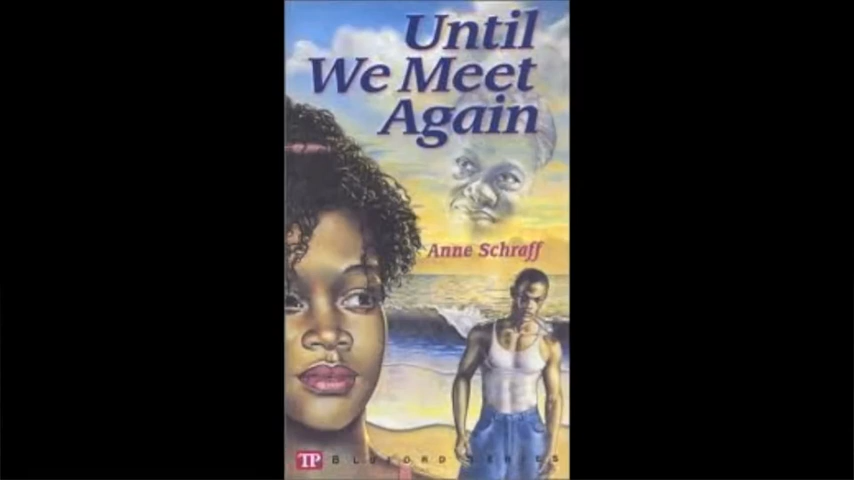 Until
We Meet
Again
Anne Schraff
TP BLUFORD SERIES